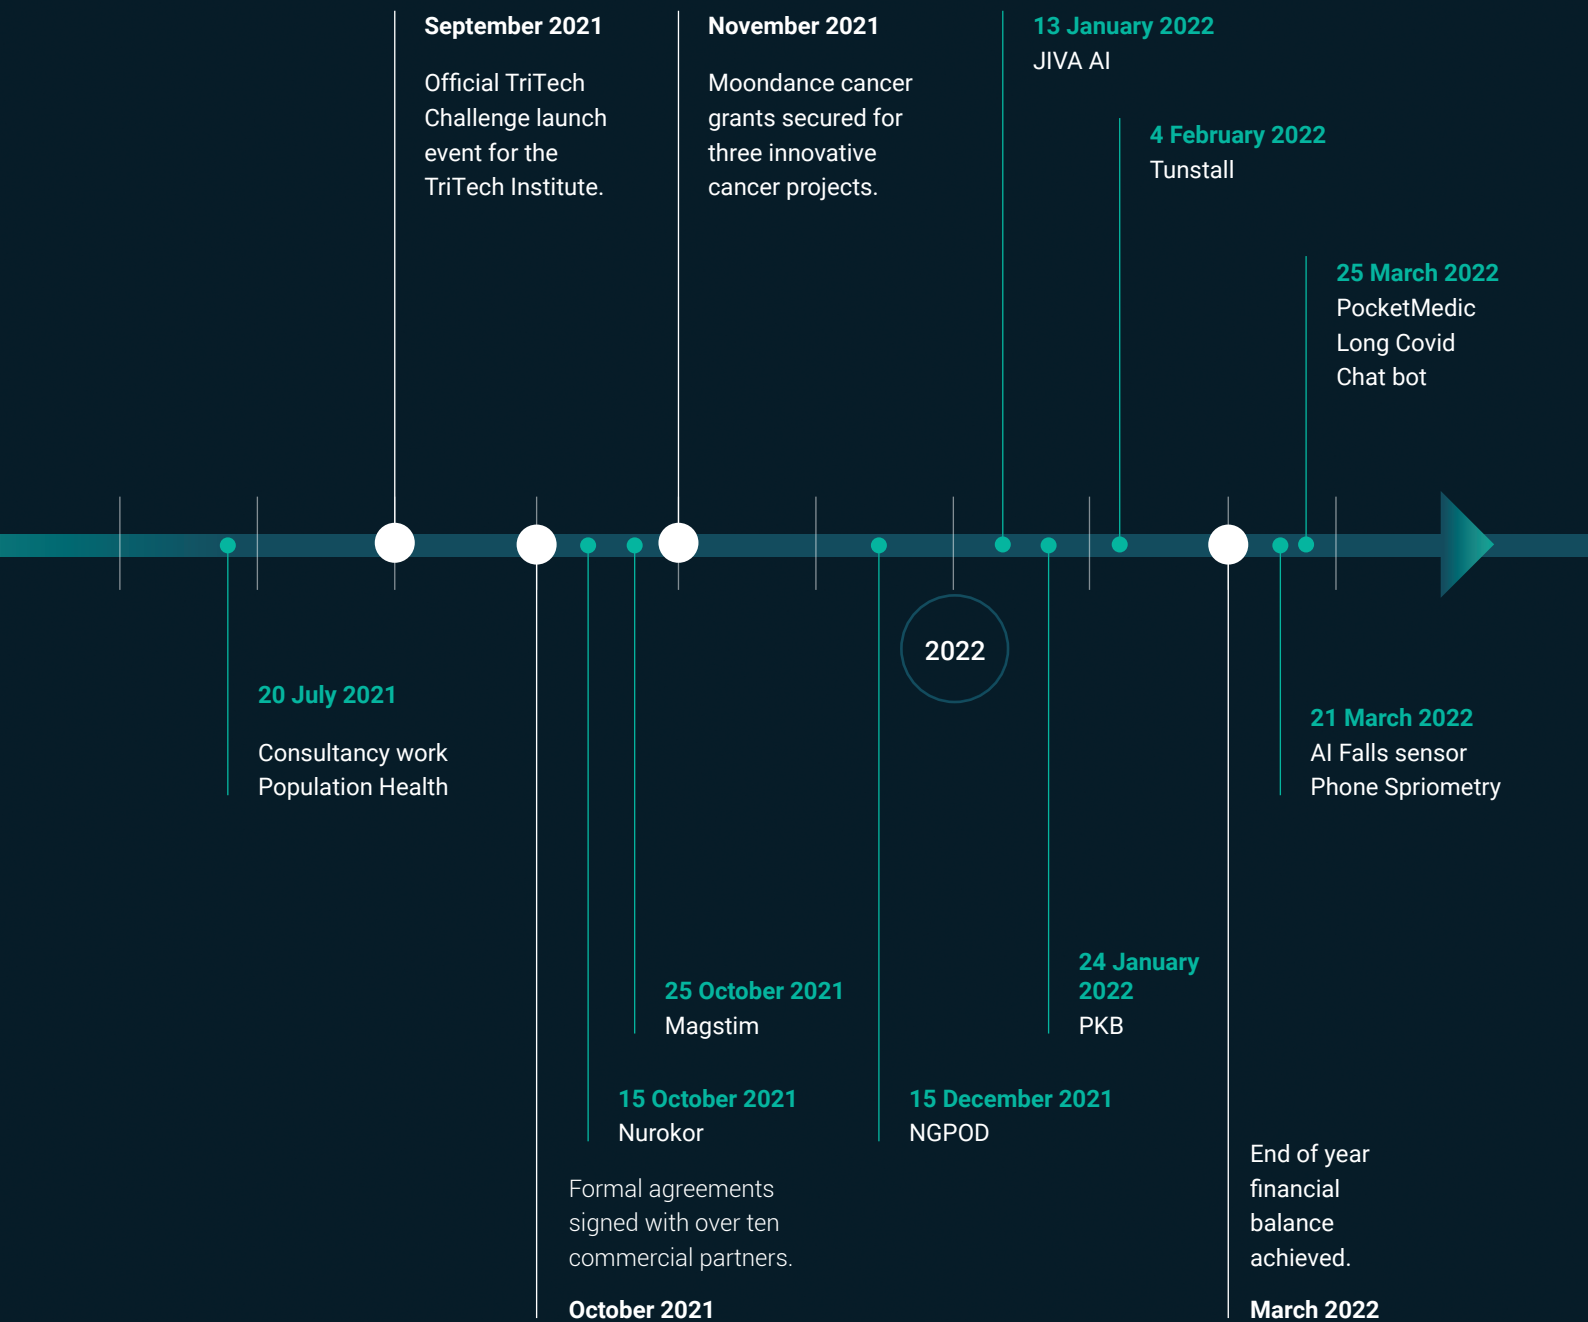 September 2021
Official TriTech
Challenge launch
event for the
TriTech Institute.
November 2021
Moondance cancer
grants secured for
three innovative
cancer projects.
13 January 2022
JIVA AI
4 February 2022
Tunstall
25 March 2022
PocketMedic
Long Covid
Chat bot
2022
20 July 2021
Consultancy work
Population Health
21 March 2022
AI Falls sensor
Phone Spriometry
25 October 2021
Magstim
24 January
2022
PKB
15 October 2021
Nurokor
15 December 2021
NGPOD
Formal agreements
signed with over ten
commercial partners.
October 2021
End of year
financial
balance
achieved.
March 2022